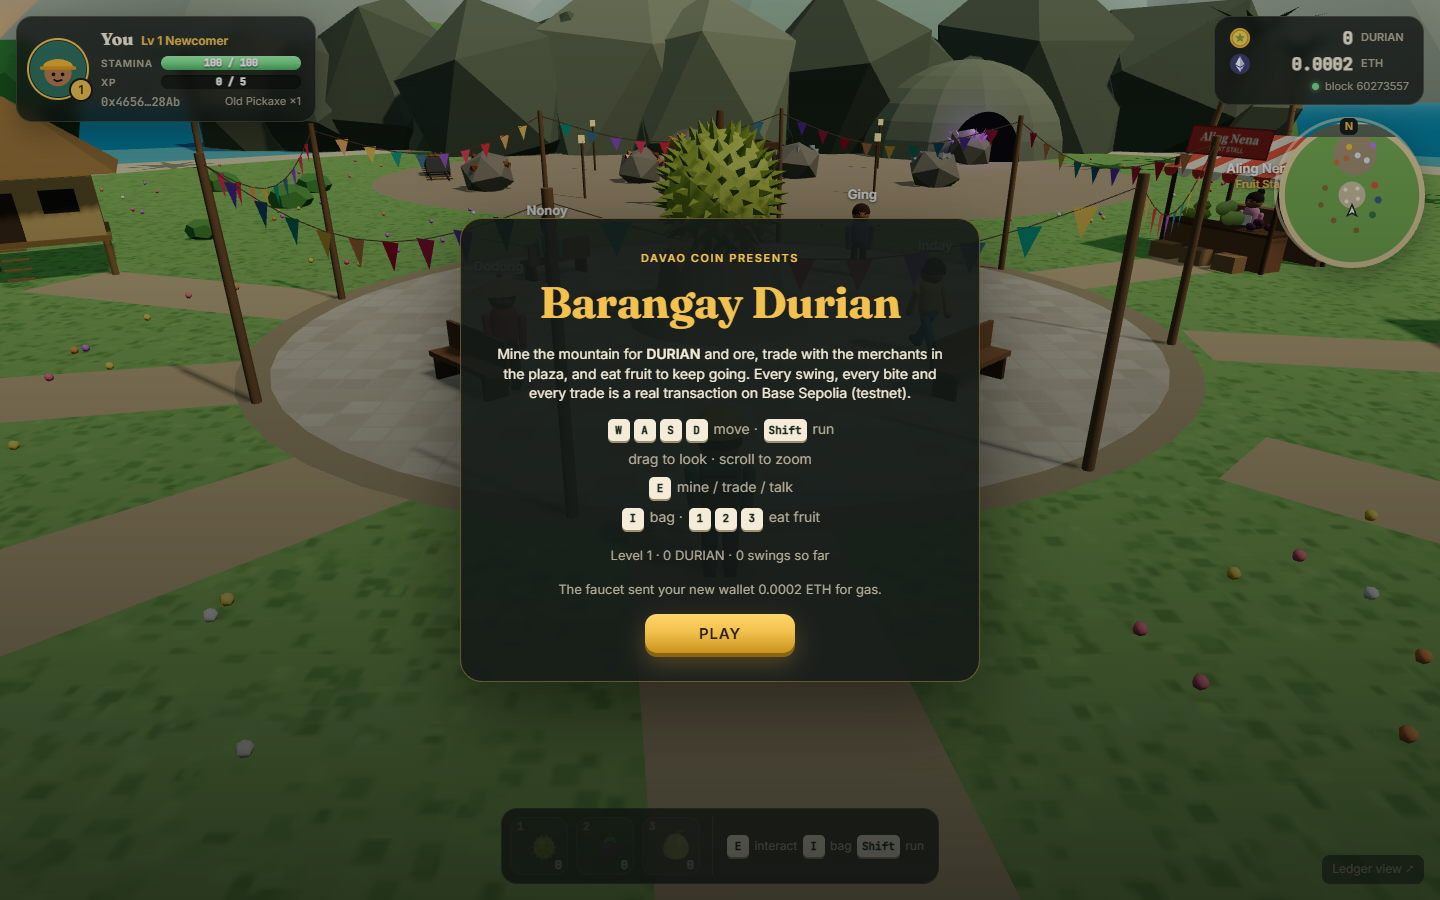 You Lv 1 Newcomer
STAMINA 100 / 100
XP 0 / 5
1
0x4656…28Ab Old Pickaxe ×1
0 DURIAN
0.0002 ETH
block 60273557
N
Aling Nena
Fruit Sta
Nonoy
Ging
Inday
Dodong
DAVAO COIN PRESENTS
Barangay Durian
Mine the mountain for DURIAN and ore, trade with the merchants in
the plaza, and eat fruit to keep going. Every swing, every bite and
every trade is a real transaction on Base Sepolia (testnet).
W A S D move · Shift run
drag to look · scroll to zoom
E mine / trade / talk
I bag · 1 2 3 eat fruit
Level 1 · 0 DURIAN · 0 swings so far
The faucet sent your new wallet 0.0002 ETH for gas.
PLAY
1 2 3
0 0 0
E interact I bag Shift run
Ledger view ↗